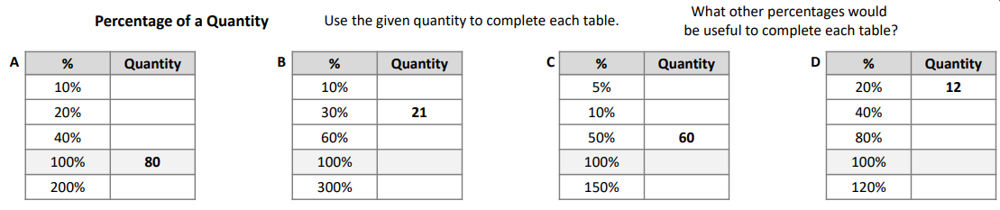 Percentage of a Quantity
Use the given quantity to complete each table.
What other percentages would
be useful to complete each table?
A
% Quantity
10%
20%
40%
100% 80
200%
B
% Quantity
10%
30% 21
60%
100%
300%
C
% Quantity
5%
10%
50% 60
100%
150%
D
% Quantity
20% 12
40%
80%
100%
120%